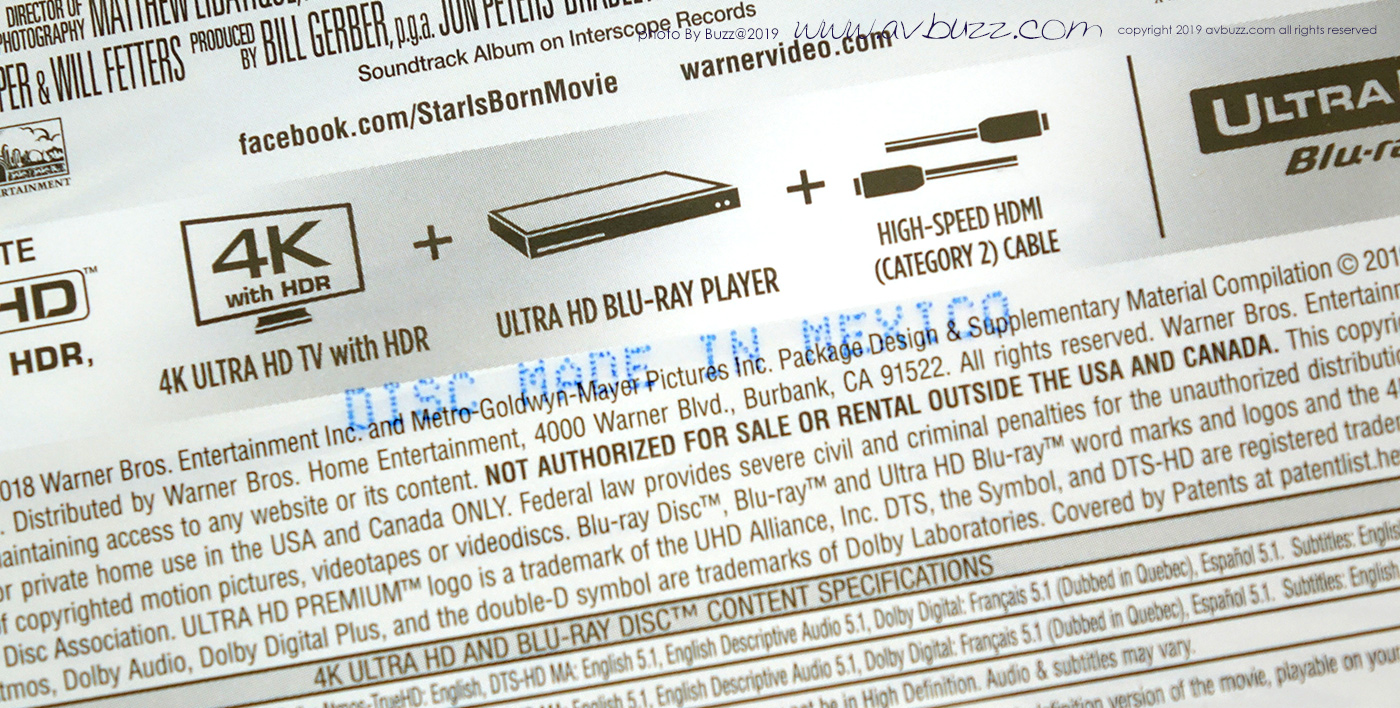 DIRECTOR OF
PHOTOGRAPHY MATTHEW LIBATIQUE,
PER & WILL FETTERS PRODUCED BY BILL GERBER, p.g.a. JON PETERS BRADLEY
Soundtrack Album on Interscope Records
photo By Buzz@2019 www.avbuzz.com copyright 2019 avbuzz.com all rights reserved
facebook.com/StarIsBornMovie warnervideo.com
RTAINMENT
TE
HD™
HDR,
4K
with HDR
4K ULTRA HD TV with HDR
+
ULTRA HD BLU-RAY PLAYER
+
HIGH-SPEED HDMI
(CATEGORY 2) CABLE
ULTRA
Blu-ra
DISC MADE IN MEXICO
018 Warner Bros. Entertainment Inc. and Metro-Goldwyn-Mayer Pictures Inc. Package Design & Supplementary Material Compilation © 201
. Distributed by Warner Bros. Home Entertainment, 4000 Warner Blvd., Burbank, CA 91522. All rights reserved. Warner Bros. Entertainm
aintaining access to any website or its content. NOT AUTHORIZED FOR SALE OR RENTAL OUTSIDE THE USA AND CANADA. This copyri
or private home use in the USA and Canada ONLY. Federal law provides severe civil and criminal penalties for the unauthorized distributio
f copyrighted motion pictures, videotapes or videodiscs. Blu-ray Disc™, Blu-ray™ and Ultra HD Blu-ray™ word marks and logos and the 4
Disc Association. ULTRA HD PREMIUM™ logo is a trademark of the UHD Alliance, Inc. DTS, the Symbol, and DTS-HD are registered trader
tmos, Dolby Audio, Dolby Digital Plus, and the double-D symbol are trademarks of Dolby Laboratories. Covered by Patents at patentlist.he
4K ULTRA HD AND BLU-RAY DISC™ CONTENT SPECIFICATIONS
Atmos-TrueHD: English, DTS-HD MA: English 5.1, English Descriptive Audio 5.1, Dolby Digital: Français 5.1 (Dubbed in Quebec), Español 5.1. Subtitles: Englis
MA: English 5.1, English Descriptive Audio 5.1, Dolby Digital: Français 5.1 (Dubbed in Quebec), Español 5.1. Subtitles: English
not be in High Definition. Audio & subtitles may vary.
definition version of the movie, playable on your